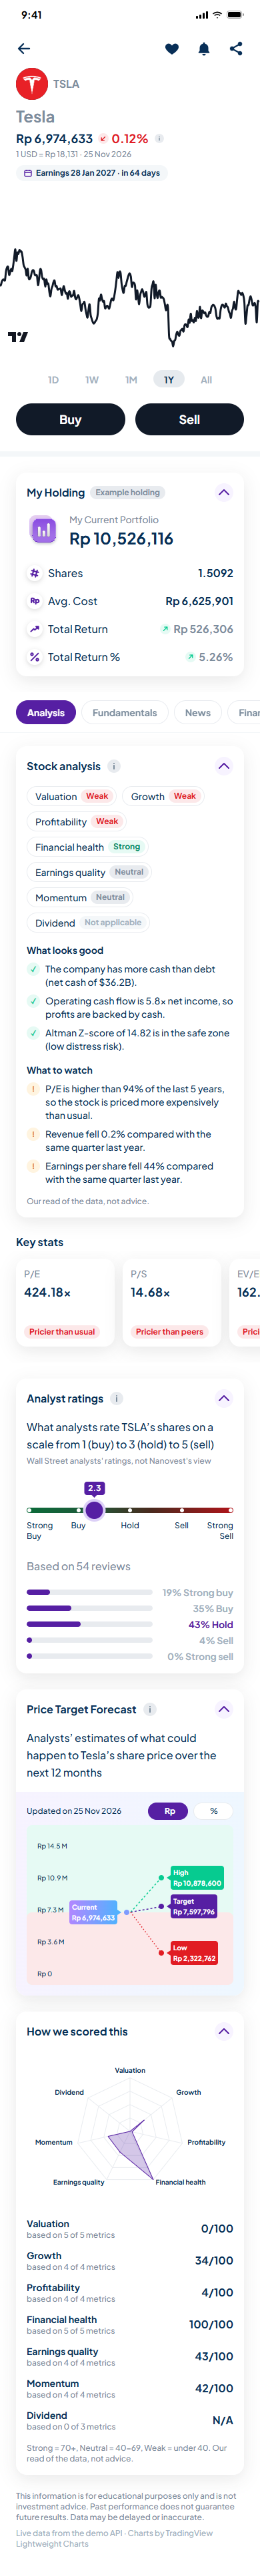 9:41
TSLA
Tesla
Rp 6,974,633 0.12% i
1 USD = Rp 18,131 · 25 Nov 2026
Earnings 28 Jan 2027 · in 64 days
1D 1W 1M 1Y All
Buy Sell
My Holding Example holding
My Current Portfolio
Rp 10,526,116
Shares 1.5092
Rp Avg. Cost Rp 6,625,901
Total Return Rp 526,306
Total Return % 5.26%
Analysis Fundamentals News Finan
Stock analysis i
Valuation Weak Growth Weak
Profitability Weak
Financial health Strong
Earnings quality Neutral
Momentum Neutral
Dividend Not applicable
What looks good
The company has more cash than debt
(net cash of $36.2B).
Operating cash flow is 5.8x net income, so
profits are backed by cash.
Altman Z-score of 14.82 is in the safe zone
(low distress risk).
What to watch
! P/E is higher than 94% of the last 5 years,
so the stock is priced more expensively
than usual.
! Revenue fell 0.2% compared with the
same quarter last year.
! Earnings per share fell 44% compared
with the same quarter last year.
Our read of the data, not advice.
Key stats
P/E P/S EV/E
424.18x 14.68x 162.
Pricier than usual Pricier than peers Prici
Analyst ratings i
What analysts rate TSLA's shares on a
scale from 1 (buy) to 3 (hold) to 5 (sell)
Wall Street analysts' ratings, not Nanovest's view
2.3
Strong Buy Hold Sell Strong
Buy Sell
Based on 54 reviews
19% Strong buy
35% Buy
43% Hold
4% Sell
0% Strong sell
Price Target Forecast i
Analysts' estimates of what could
happen to Tesla's share price over the
next 12 months
Updated on 25 Nov 2026 Rp %
Rp 14.5 M
Rp 10.9 M
High
Rp 10,878,600
Rp 7.3 M
Current
Rp 6,974,633
Target
Rp 7,597,796
Rp 3.6 M
Low
Rp 2,322,762
Rp 0
How we scored this
Valuation
Dividend Growth
Momentum Profitability
Earnings quality Financial health
Valuation 0/100
based on 5 of 5 metrics
Growth 34/100
based on 4 of 4 metrics
Profitability 4/100
based on 4 of 4 metrics
Financial health 100/100
based on 5 of 5 metrics
Earnings quality 43/100
based on 4 of 4 metrics
Momentum 42/100
based on 4 of 4 metrics
Dividend N/A
based on 0 of 3 metrics
Strong = 70+, Neutral = 40–69, Weak = under 40. Our
read of the data, not advice.
This information is for educational purposes only and is not
investment advice. Past performance does not guarantee
future results. Data may be delayed or inaccurate.
Live data from the demo API · Charts by TradingView
Lightweight Charts